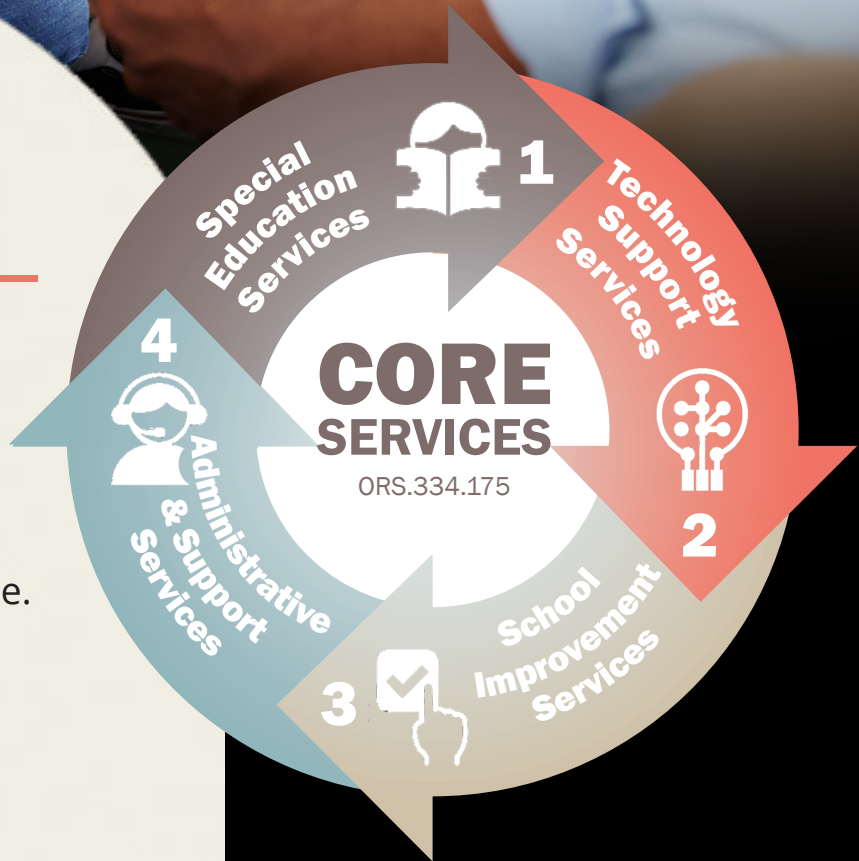 Special
Education
Services
1
Technology
Support
Services
2
School
Improvement
Services
3
4
Administrative
& Support
Services
CORE
SERVICES
ORS.334.175
e.